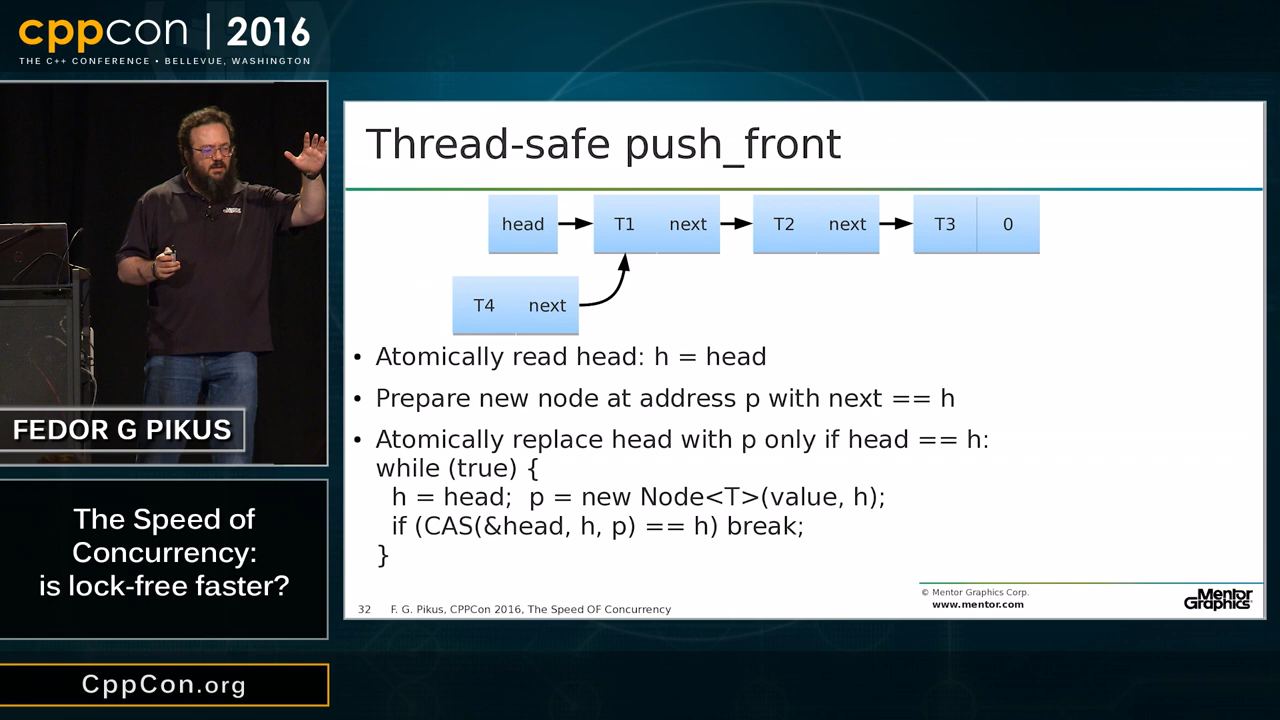 cppcon | 2016
THE C++ CONFERENCE • BELLEVUE, WASHINGTON
Mentor
Graphics
FEDOR G PIKUS
The Speed of
Concurrency:
is lock-free faster?
CppCon.org
Thread-safe push_front
head T1 next T2 next T3 0
T4 next
• Atomically read head: h = head
• Prepare new node at address p with next == h
• Atomically replace head with p only if head == h:
while (true) {
h = head; p = new Node<T>(value, h);
if (CAS(&head, h, p) == h) break;
}
32 F. G. Pikus, CPPCon 2016, The Speed OF Concurrency
© Mentor Graphics Corp.
www.mentor.com
Mentor
Graphics